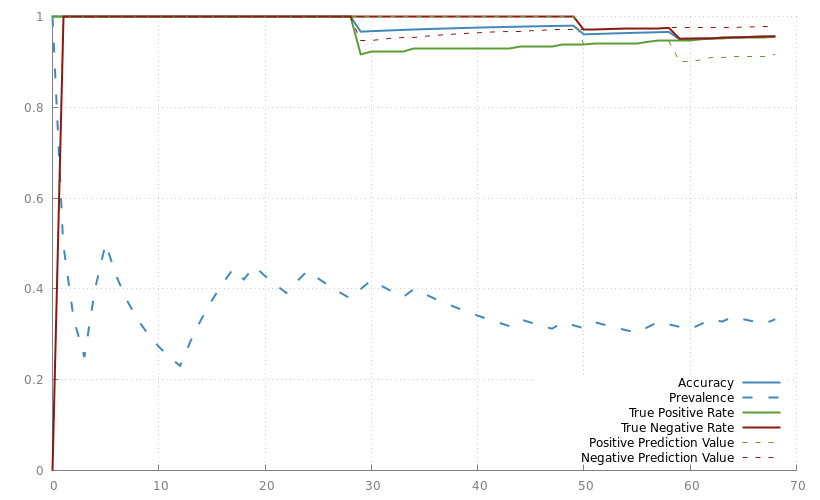 1
0.8
0.6
0.4
0.2
0
0 10 20 30 40 50 60 70
Accuracy
Prevalence
True Positive Rate
True Negative Rate
Positive Prediction Value
Negative Prediction Value